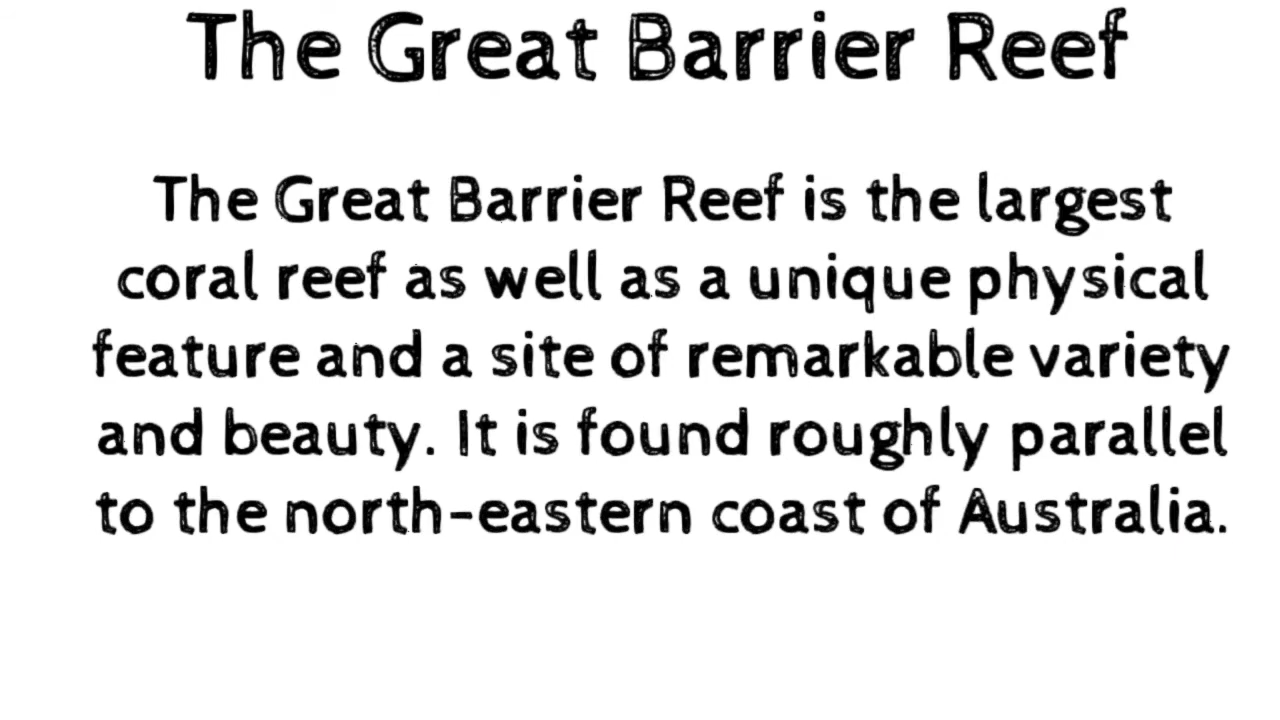 The Great Barrier Reef
The Great Barrier Reef is the largest
coral reef as well as a unique physical
feature and a site of remarkable variety
and beauty. It is found roughly parallel
to the north-eastern coast of Australia.